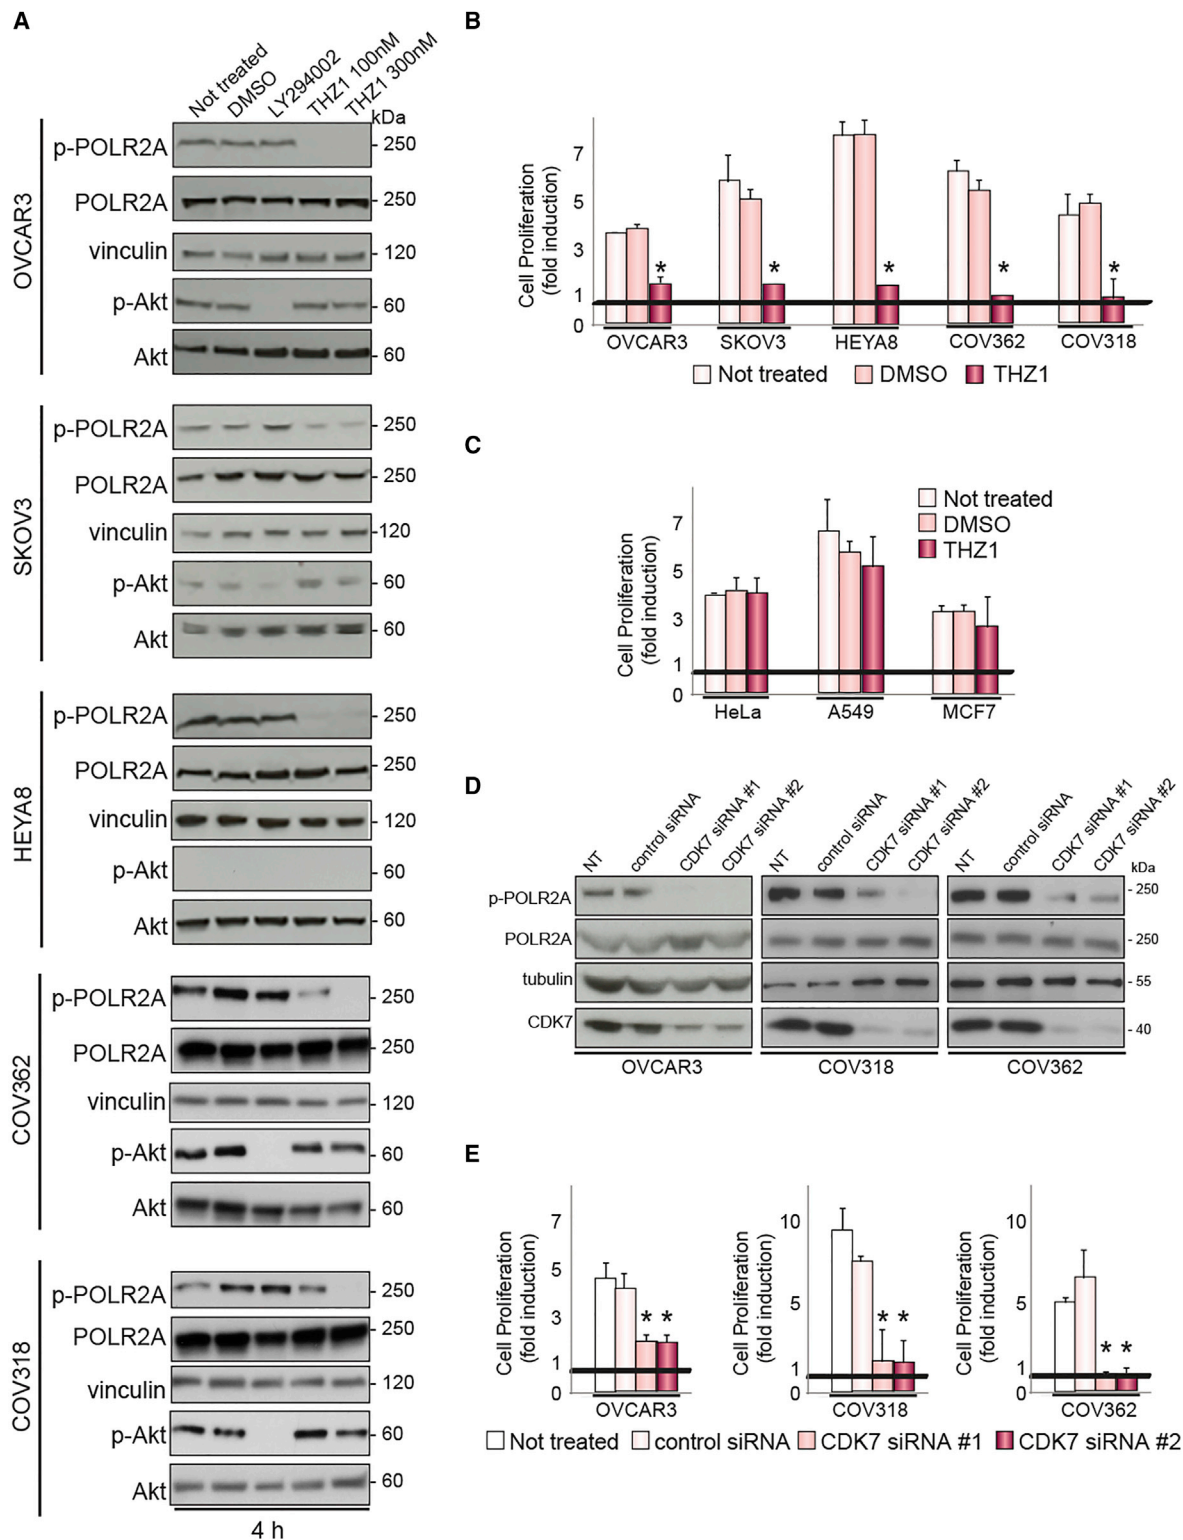 A
Not treated
DMSO
LY294002
THZ1 100nM
THZ1 300nM
kDa
OVCAR3
p-POLR2A
250
POLR2A
250
vinculin
120
p-Akt
60
Akt
60
SKOV3
p-POLR2A
250
POLR2A
250
vinculin
120
p-Akt
60
Akt
60
HEYA8
p-POLR2A
250
POLR2A
250
vinculin
120
p-Akt
60
Akt
60
COV362
p-POLR2A
250
POLR2A
250
vinculin
120
p-Akt
60
Akt
60
COV318
p-POLR2A
250
POLR2A
250
vinculin
120
p-Akt
60
Akt
60
4 h
B
Cell Proliferation
(fold induction)
7
5
3
1
0
* * * * *
OVCAR3 SKOV3 HEYA8 COV362 COV318
Not treated DMSO THZ1
C
Cell Proliferation
(fold induction)
7
5
3
1
0
Not treated
DMSO
THZ1
HeLa A549 MCF7
D
NT control siRNA CDK7 siRNA #1 CDK7 siRNA #2
NT control siRNA CDK7 siRNA #1 CDK7 siRNA #2
NT control siRNA CDK7 siRNA #1 CDK7 siRNA #2
kDa
p-POLR2A
250
POLR2A
250
tubulin
55
CDK7
40
OVCAR3 COV318 COV362
E
Cell Proliferation
(fold induction)
7
5
3
1
0
* *
OVCAR3
Cell Proliferation
(fold induction)
10
5
1
0
* *
COV318
Cell Proliferation
(fold induction)
10
5
1
0
* *
COV362
Not treated control siRNA CDK7 siRNA #1 CDK7 siRNA #2